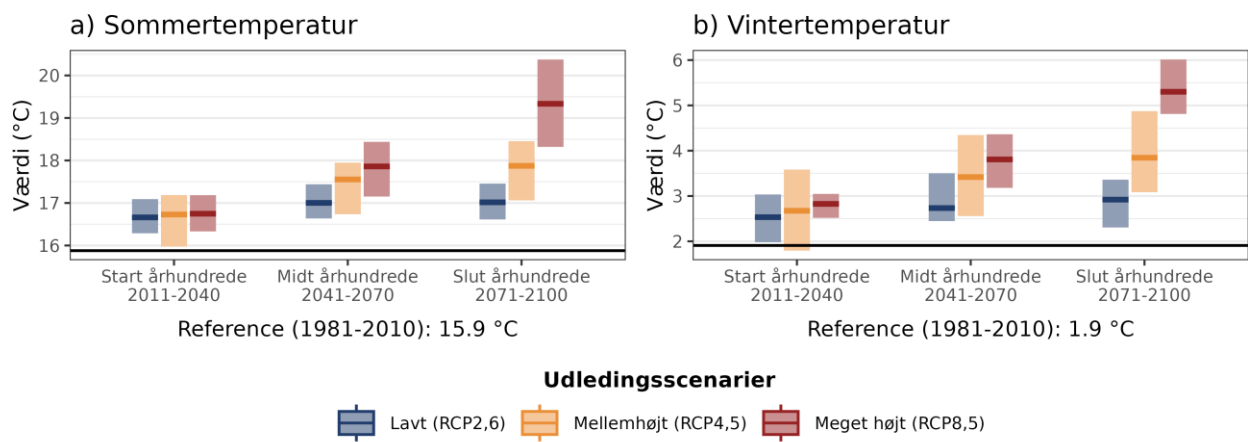 a) Sommertemperatur
Værdi (°C)
20
19
18
17
16
Start århundrede
2011-2040
Midt århundrede
2041-2070
Slut århundrede
2071-2100
Reference (1981-2010): 15.9 °C
b) Vintertemperatur
Værdi (°C)
6
5
4
3
2
Start århundrede
2011-2040
Midt århundrede
2041-2070
Slut århundrede
2071-2100
Reference (1981-2010): 1.9 °C
Udledingsscenarier
Lavt (RCP2,6)
Mellemhøjt (RCP4,5)
Meget højt (RCP8,5)